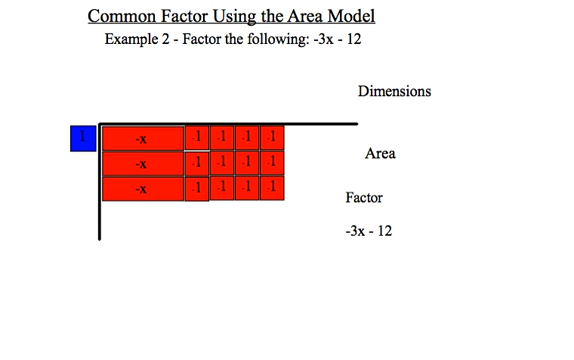 Common Factor Using the Area Model
Example 2 - Factor the following: -3x - 12
Dimensions
1 -x -1 -1 -1 -1
Area
-x -1 -1 -1 -1
-x -1 -1 -1 -1
Factor
-3x - 12